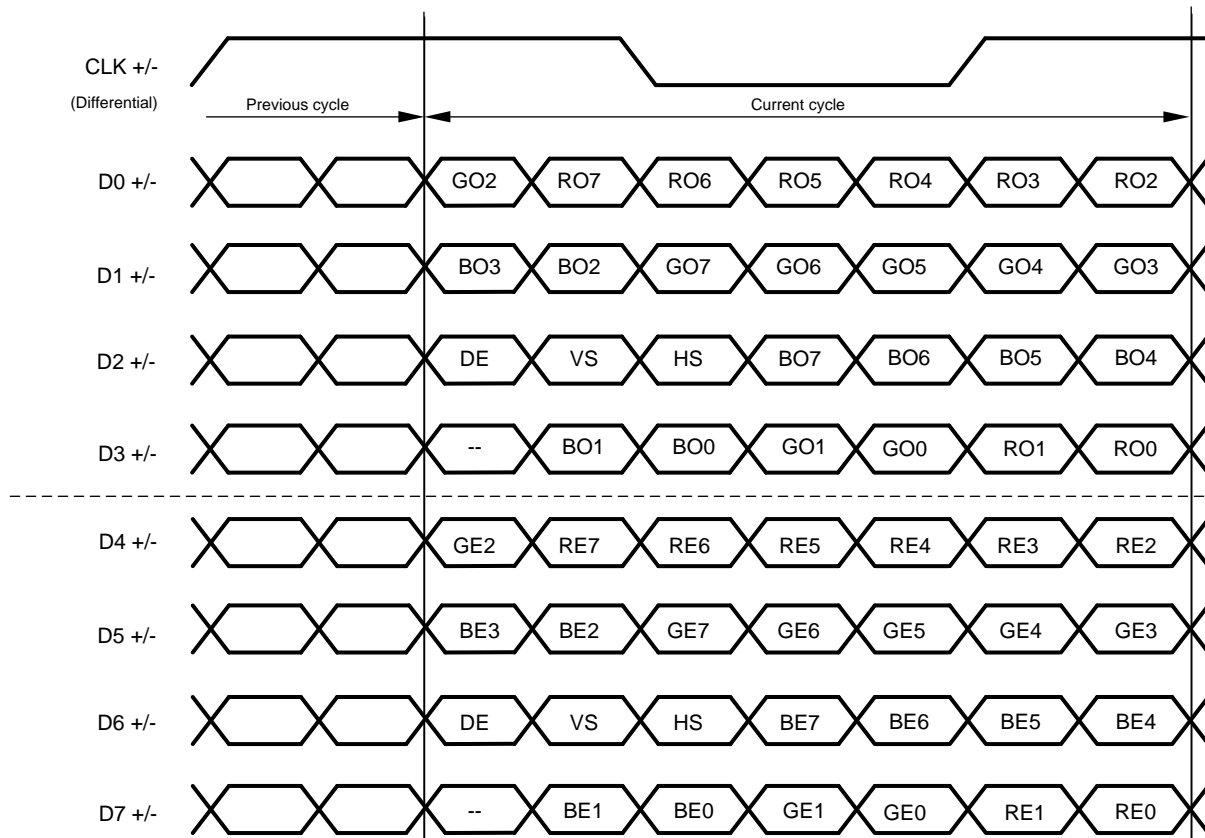 CLK +/-
(Differential)
Previous cycle Current cycle
D0 +/- GO2 RO7 RO6 RO5 RO4 RO3 RO2
D1 +/- BO3 BO2 GO7 GO6 GO5 GO4 GO3
D2 +/- DE VS HS BO7 BO6 BO5 BO4
D3 +/- -- BO1 BO0 GO1 GO0 RO1 RO0
D4 +/- GE2 RE7 RE6 RE5 RE4 RE3 RE2
D5 +/- BE3 BE2 GE7 GE6 GE5 GE4 GE3
D6 +/- DE VS HS BE7 BE6 BE5 BE4
D7 +/- -- BE1 BE0 GE1 GE0 RE1 RE0